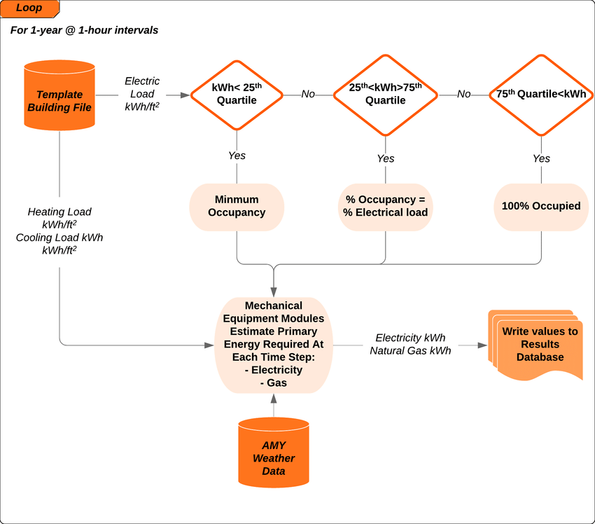 Loop
For 1-year @ 1-hour intervals
Template
Building File
Electric
Load
kWh/ft²
kWh< 25th
Quartile
No
25th<kWh>75th
Quartile
No
75th Quartile<kWh
Yes
Yes
Yes
Minmum
Occupancy
% Occupancy =
% Electrical load
100% Occupied
Heating Load
kWh/ft²
Cooling Load kWh
kWh/ft²
Mechanical
Equipment Modules
Estimate Primary
Energy Required At
Each Time Step:
- Electricity
- Gas
Electricity kWh
Natural Gas kWh
Write values to
Results
Database
AMY
Weather
Data